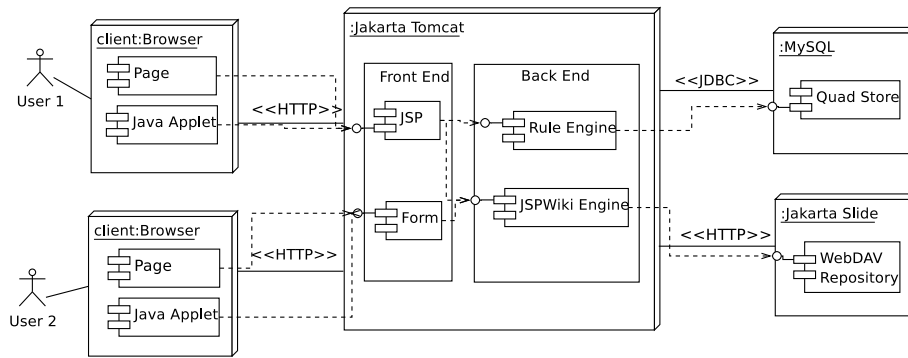 client:Browser
Page
Java Applet
User 1
<<HTTP>>
:Jakarta Tomcat
Front End
JSP
Form
Back End
Rule Engine
JSPWiki Engine
<<JDBC>>
:MySQL
Quad Store
client:Browser
Page
Java Applet
User 2
<<HTTP>>
<<HTTP>>
:Jakarta Slide
WebDAV
Repository